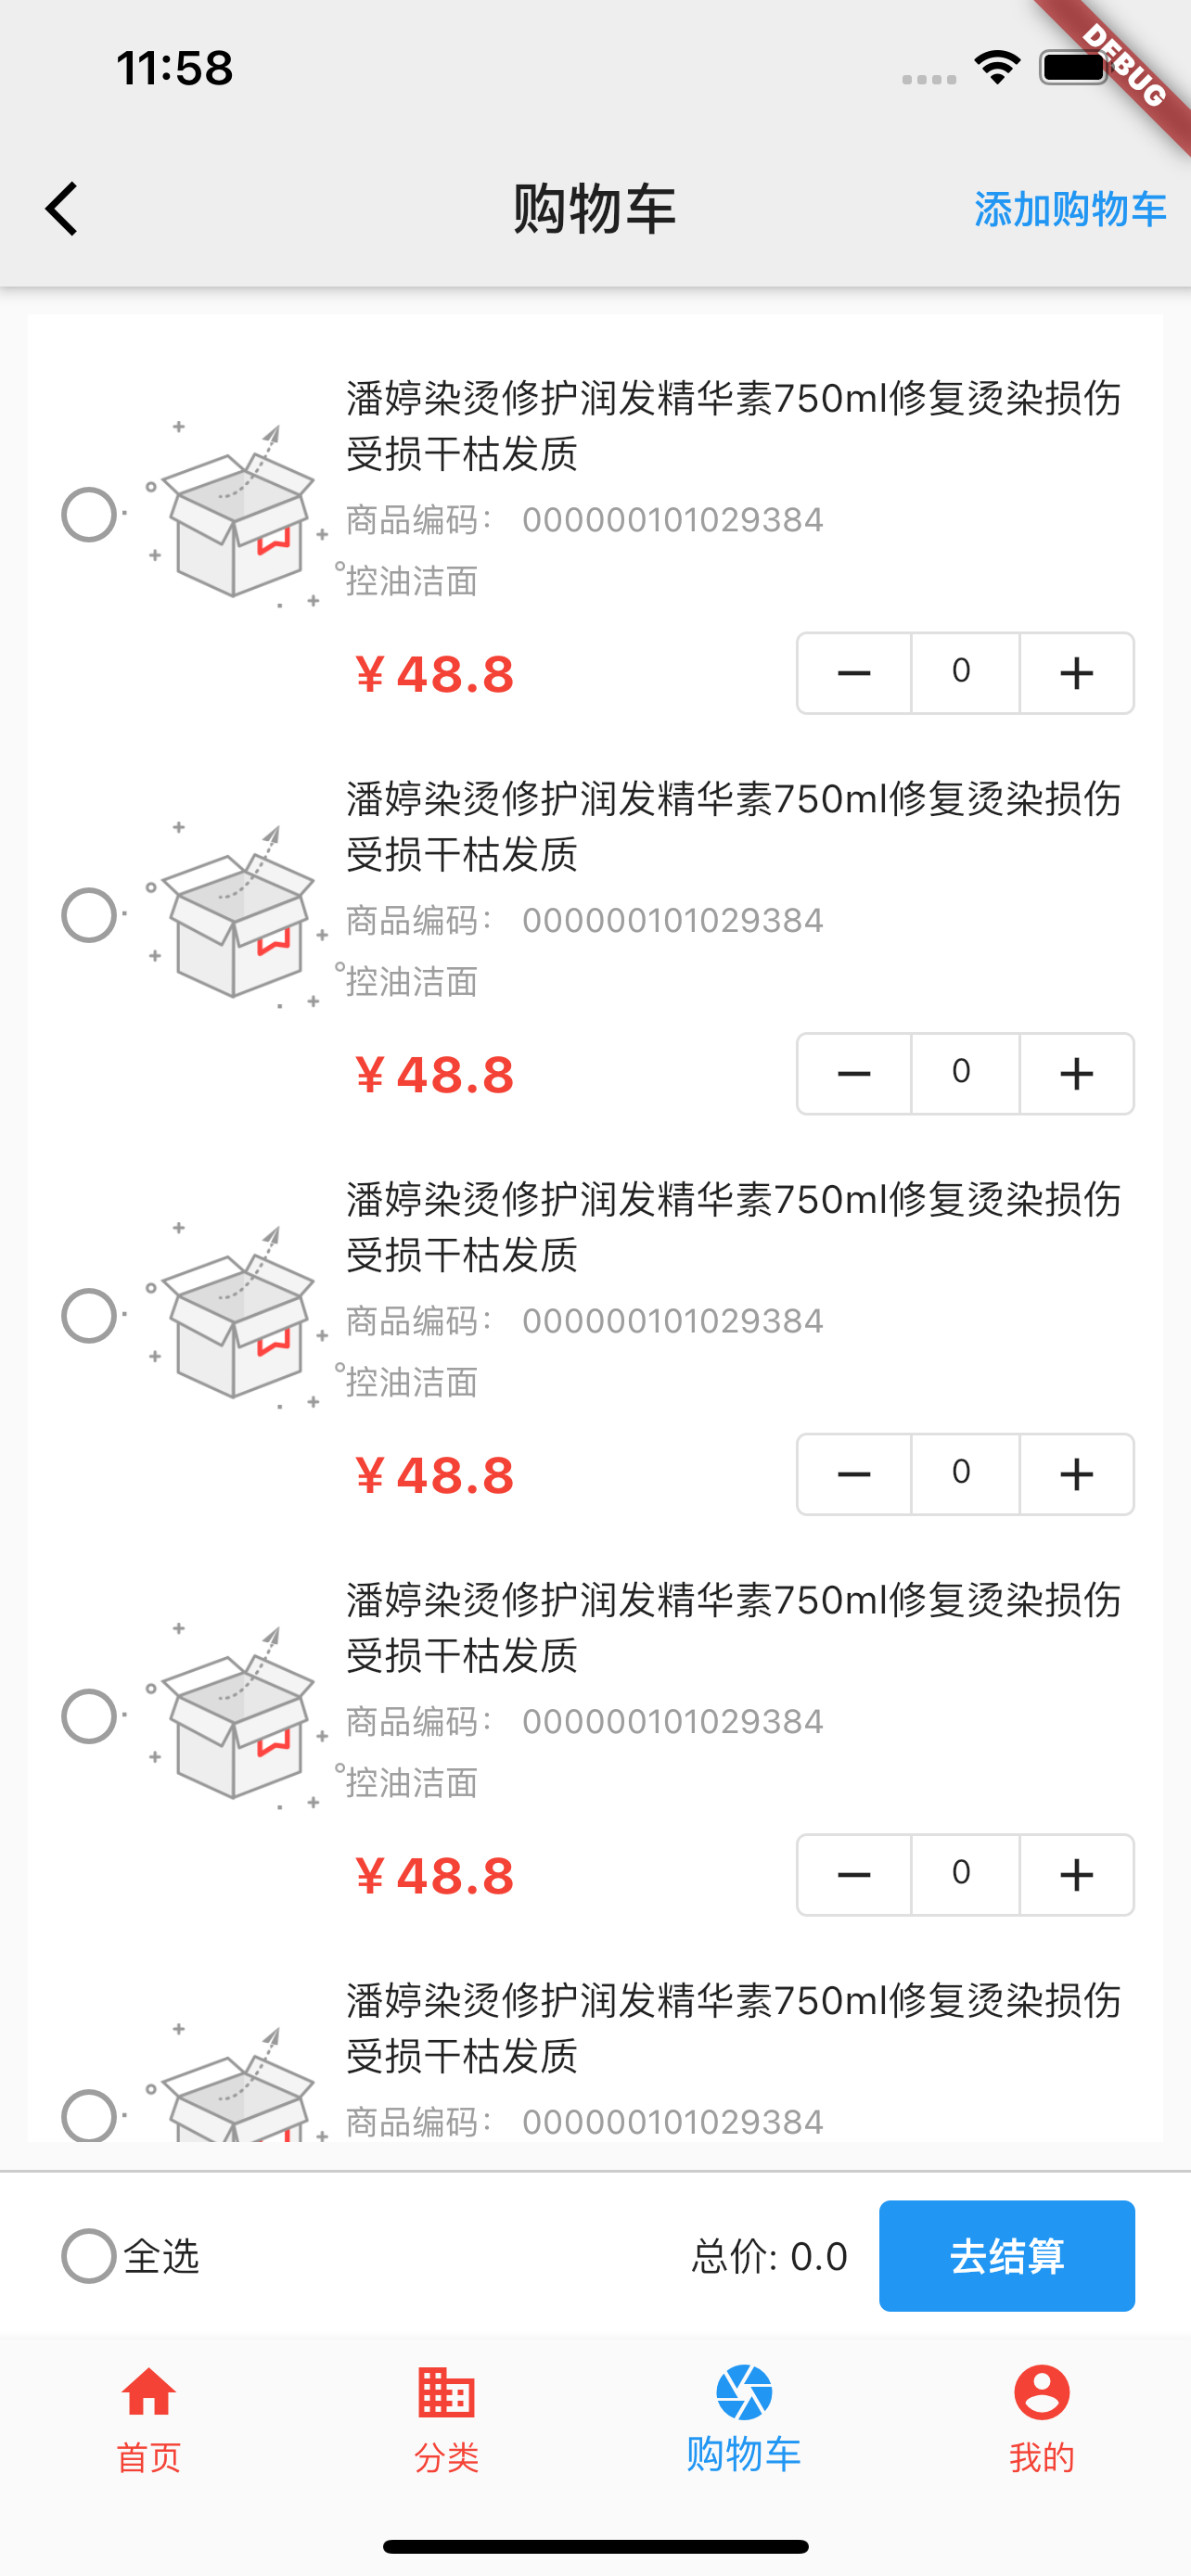 11:58
DEBUG
购物车
添加购物车
潘婷染烫修护润发精华素750ml修复烫染损伤
受损干枯发质
商品编码： 000000101029384
控油洁面
¥ 48.8
0
潘婷染烫修护润发精华素750ml修复烫染损伤
受损干枯发质
商品编码： 000000101029384
控油洁面
¥ 48.8
0
潘婷染烫修护润发精华素750ml修复烫染损伤
受损干枯发质
商品编码： 000000101029384
控油洁面
¥ 48.8
0
潘婷染烫修护润发精华素750ml修复烫染损伤
受损干枯发质
商品编码： 000000101029384
控油洁面
¥ 48.8
0
潘婷染烫修护润发精华素750ml修复烫染损伤
受损干枯发质
商品编码： 000000101029384
全选
总价: 0.0
去结算
首页
分类
购物车
我的